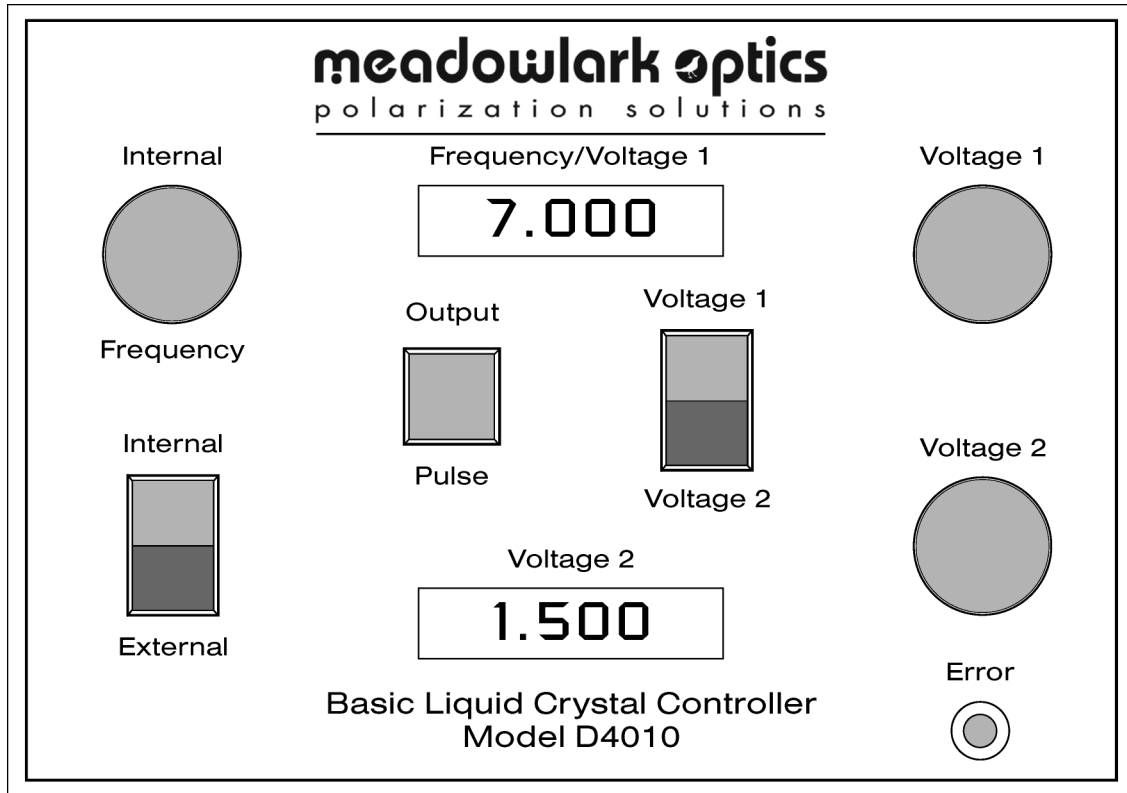 meadowlark optics
polarization solutions
Internal
Frequency/Voltage 1
Voltage 1
7.000
Frequency
Output
Voltage 1
Pulse
Voltage 2
Internal
External
Voltage 2
Voltage 2
1.500
Error
Basic Liquid Crystal Controller
Model D4010